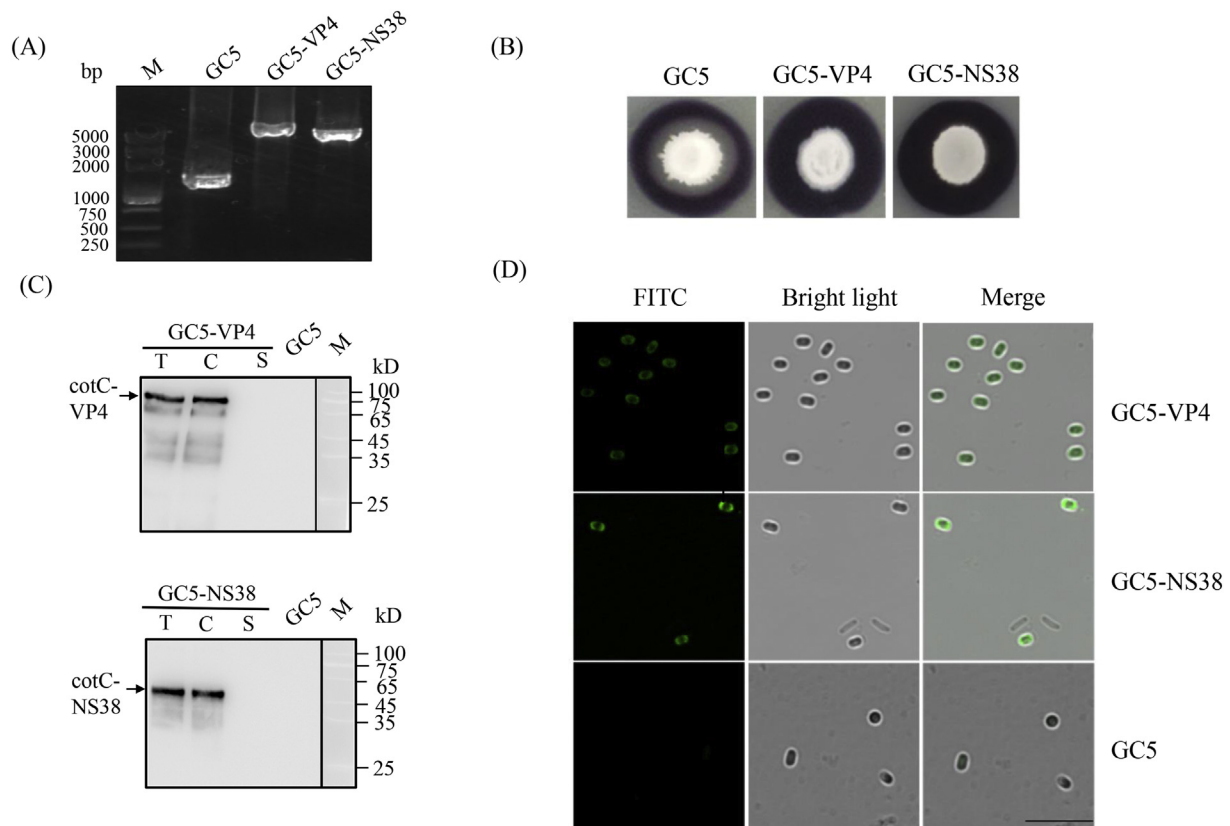 (A)
bp M GC5 GC5-VP4 GC5-NS38
5000
3000
2000
1000
750
500
250
(B)
GC5 GC5-VP4 GC5-NS38
(C)
GC5-VP4 GC5 M
T C S kD
cotC-
VP4
100
75
65
45
35
25
GC5-NS38 GC5 M
T C S kD
cotC-
NS38
100
75
65
45
35
25
(D)
FITC Bright light Merge
GC5-VP4
GC5-NS38
GC5